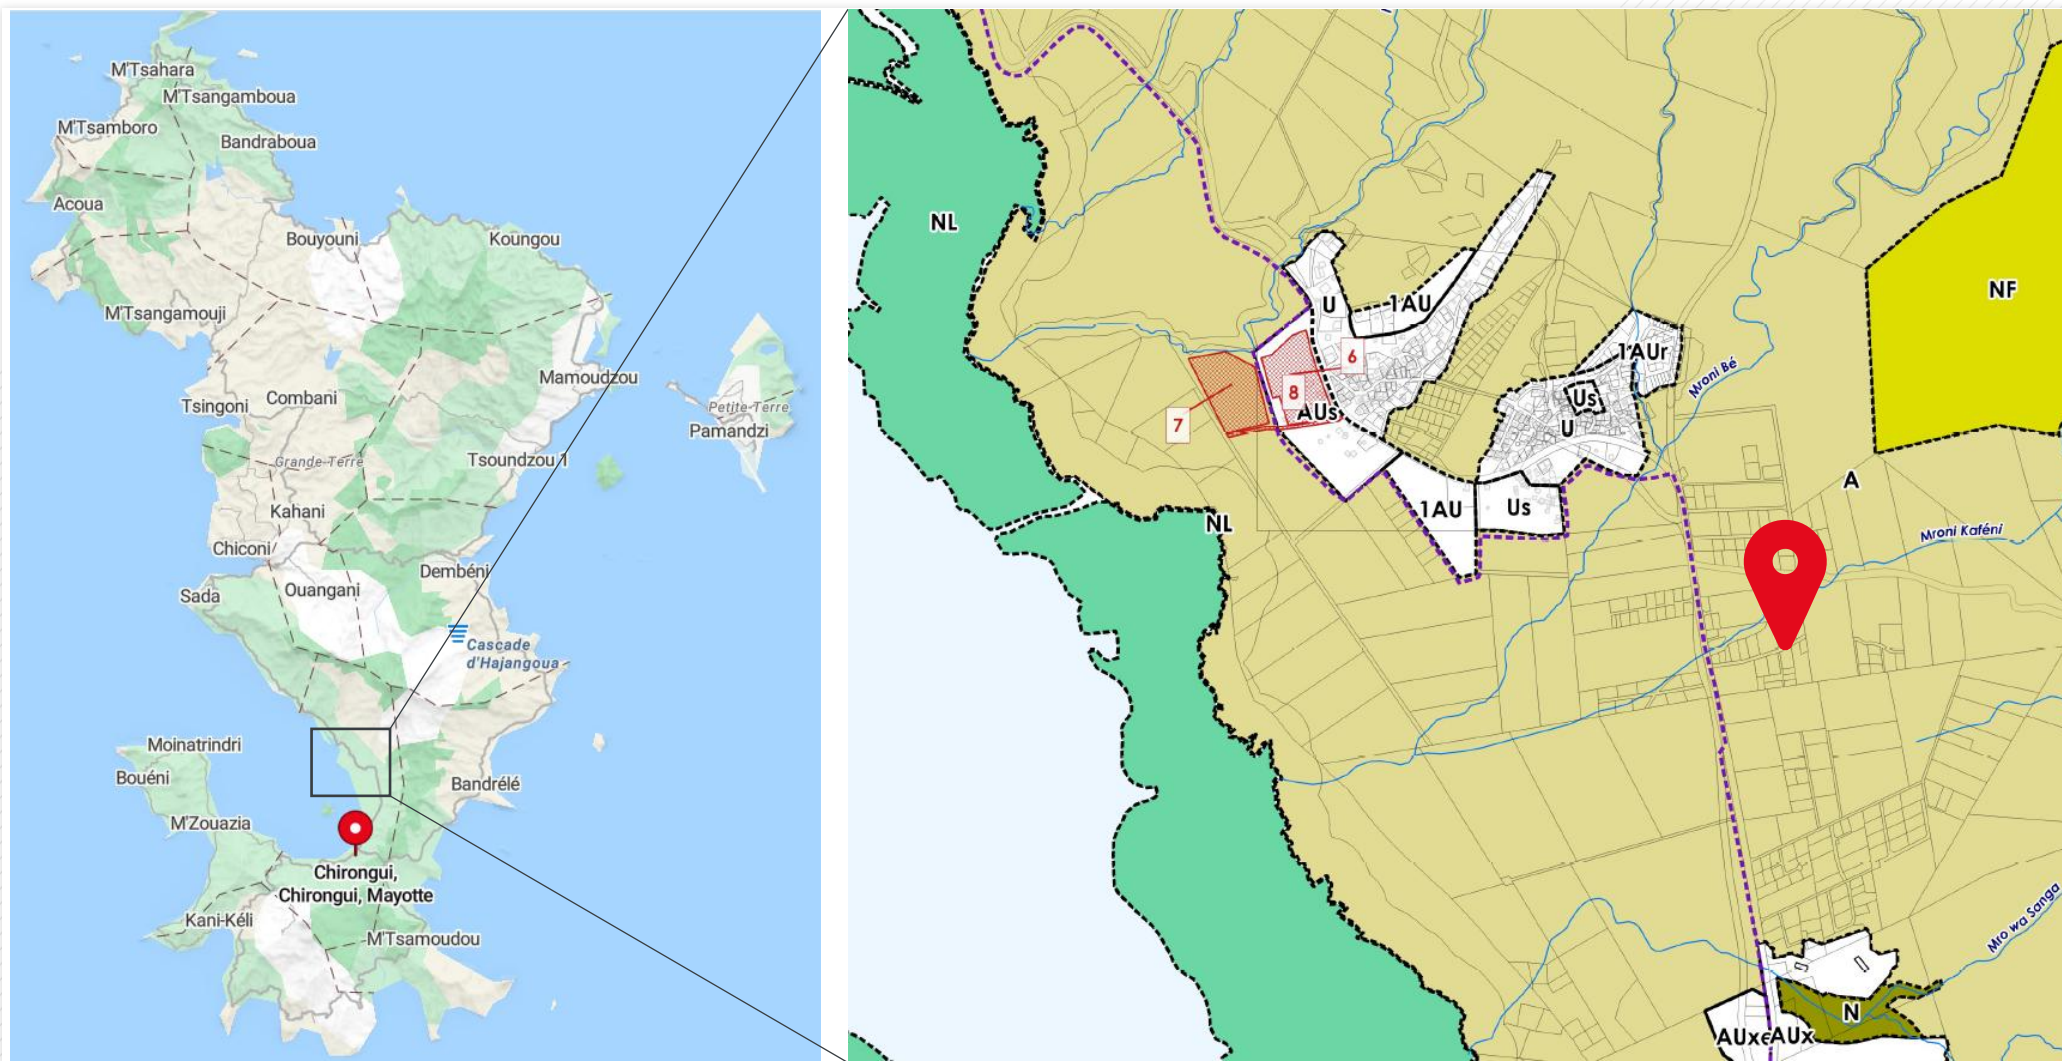 M'Tsahara
M'Tsangamboua
M'Tsamboro
Bandraboua
Acoua
Bouyouni
Koungou
M'Tsangamouji
Mamoudzou
Tsingoni
Combani
Petite-Terre
Pamandzi
Grande-Terre
Tsoundzou 1
Kahani
Chiconi
Dembéni
Ouangani
Sada
Cascade
d'Hajangoua
Moinatrindri
Bouéni
Bandrélé
M'Zouazia
Chirongui,
Chirongui, Mayotte
Kani-Kéli
M'Tsamoudou
NL
NF
U
1AU
6
1AUr
Mroni Bé
8
Us
7
AUs
U
A
1AU
Us
NL
Mroni Kaféni
Mro wa Sanga
N
AUxe
AUx